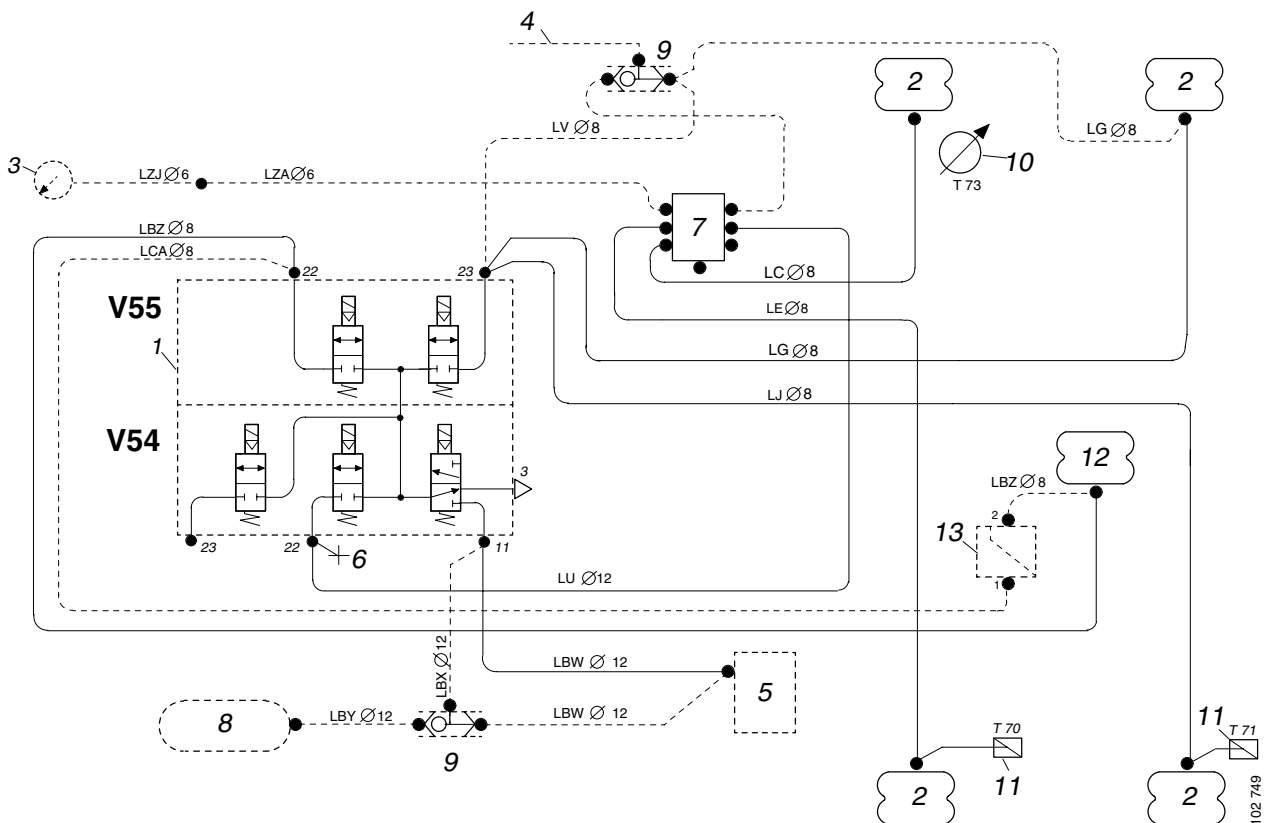 4
9
2
2
LV Ø 8
LG Ø 8
3
LZJ Ø 6
LZA Ø 6
10
T 73
LBZ Ø 8
7
LCA Ø 8
22
23
LC Ø 8
V55
LE Ø 8
1
LG Ø 8
LJ Ø 8
V54
12
3
LBZ Ø 8
2
13
23
22
6
11
LU Ø 12
1
LBX Ø 12
LBW Ø 12
5
8
LBY Ø 12
LBW Ø 12
9
T 70
11
11
T 71
2
2
102 749